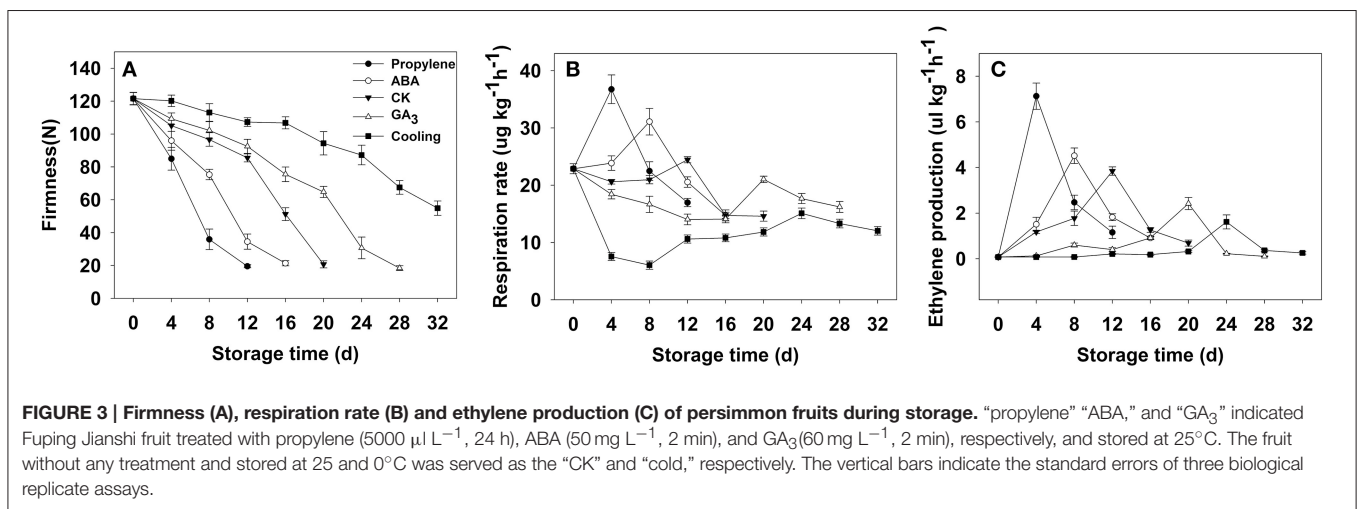 A
Firmness(N)
140
120
100
80
60
40
20
0
Propylene
ABA
CK
GA₃
Cooling
0 4 8 12 16 20 24 28 32
Storage time (d)
B
Respiration rate (ug kg⁻¹h⁻¹)
40
30
20
10
0
0 4 8 12 16 20 24 28 32
Storage time (d)
C
Ethylene production (ul kg⁻¹h⁻¹)
8
6
4
2
0
0 4 8 12 16 20 24 28 32
Storage time (d)
FIGURE 3 | Firmness (A), respiration rate (B) and ethylene production (C) of persimmon fruits during storage. “propylene” “ABA,” and “GA₃” indicated
Fuping Jianshi fruit treated with propylene (5000 μl L⁻¹, 24 h), ABA (50 mg L⁻¹, 2 min), and GA₃(60 mg L⁻¹, 2 min), respectively, and stored at 25°C. The fruit
without any treatment and stored at 25 and 0°C was served as the “CK” and “cold,” respectively. The vertical bars indicate the standard errors of three biological
replicate assays.